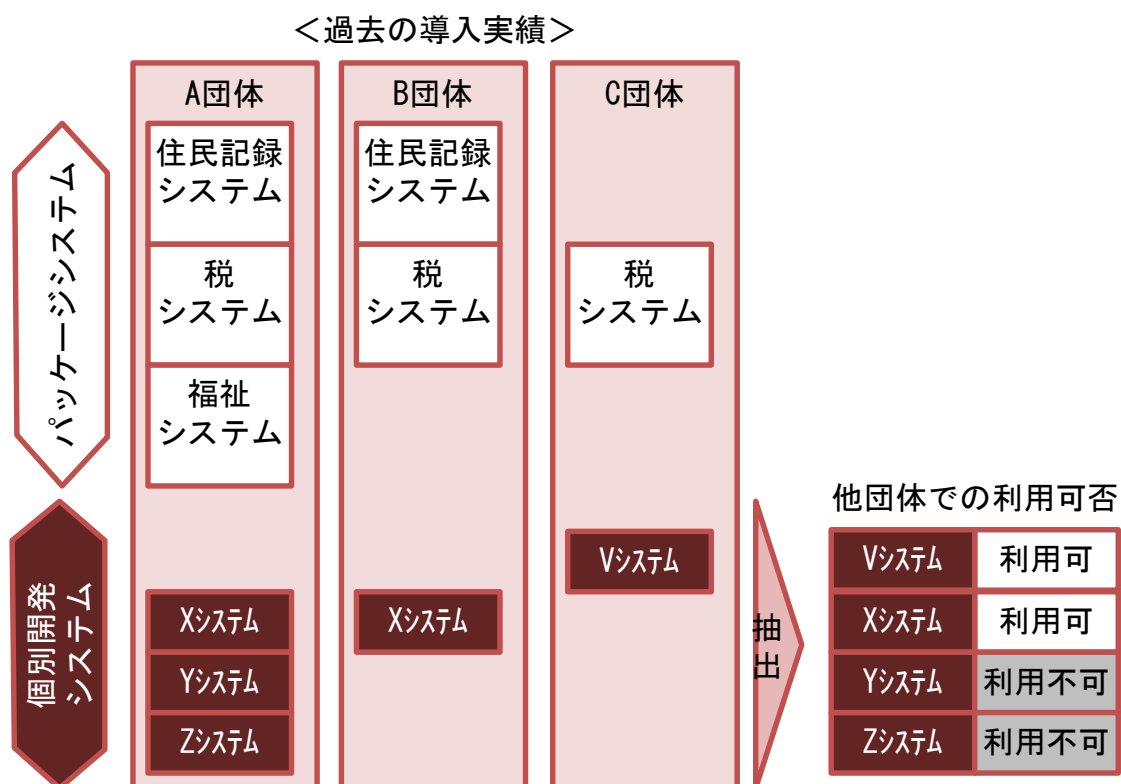 ＜過去の導入実績＞
A団体
B団体
C団体
パッケージシステム
住民記録
システム
住民記録
システム
税
システム
税
システム
税
システム
福祉
システム
個別開発
システム
Vｼｽﾃﾑ
Xｼｽﾃﾑ
Xｼｽﾃﾑ
Yｼｽﾃﾑ
Zｼｽﾃﾑ
抽出
他団体での利用可否
Vｼｽﾃﾑ 利用可
Xｼｽﾃﾑ 利用可
Yｼｽﾃﾑ 利用不可
Zｼｽﾃﾑ 利用不可